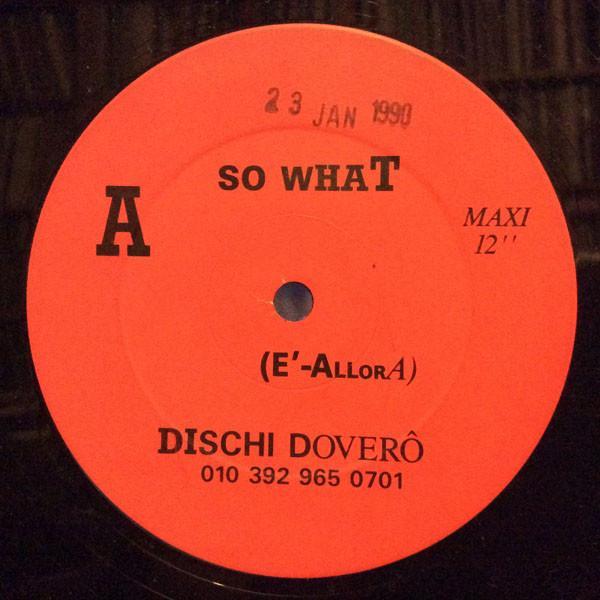 23 JAN 1990
SO WHAT
A
MAXI
12''
(E'-ALLORA)
DISCHI DOVERÔ
010 392 965 0701